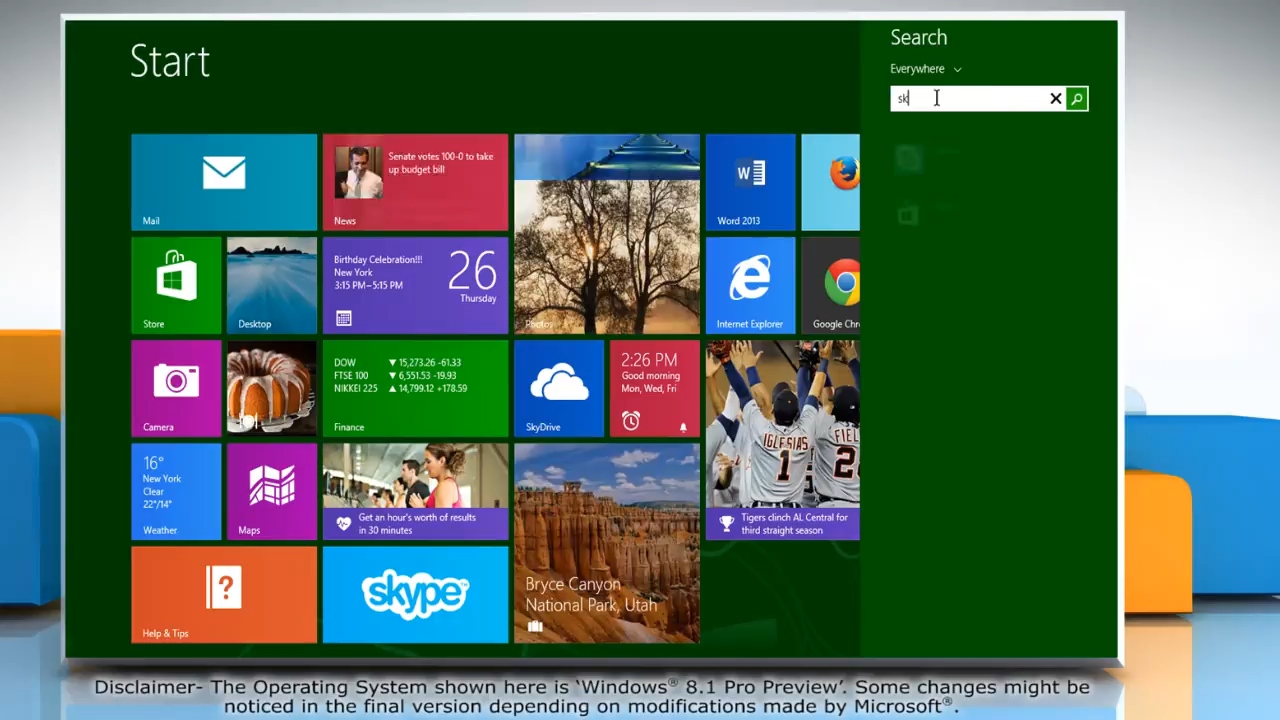 Start
Search
Everywhere
sk
Mail
Senate votes 100-0 to take
up budget bill
News
Word 2013
Store
Desktop
Birthday Celebration!!!
New York
3:15 PM–5:15 PM
26
Thursday
Photos
Internet Explorer
Google Chro
Camera
DOW ▼ 15,273.26 -61.33
FTSE 100 ▼ 6,551.53 -19.93
NIKKEI 225 ▲ 14,799.12 +178.59
Finance
SkyDrive
2:26 PM
Good morning
Mon, Wed, Fri
IGLESIAS
1
FIEL
2
16°
New York
Clear
22°/14°
Weather
Maps
Get an hour's worth of results
in 30 minutes
Tigers clinch AL Central for
third straight season
Help & Tips
skype™
Bryce Canyon
National Park, Utah
Disclaimer- The Operating System shown here is ‘Windows® 8.1 Pro Preview’. Some changes might be
noticed in the final version depending on modifications made by Microsoft®.